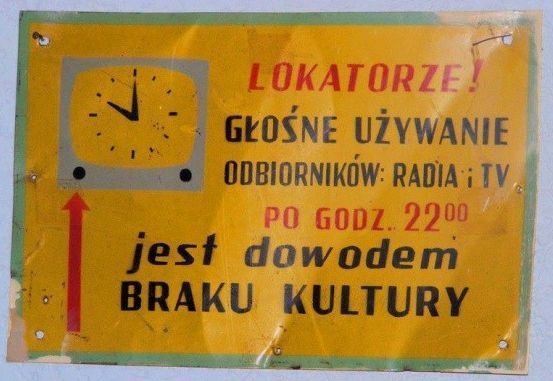 LOKATORZE!
GŁOŚNE UŻYWANIE
ODBIORNIKÓW: RADIA i TV
PO GODZ. 22⁰⁰
jest dowodem
BRAKU KULTURY